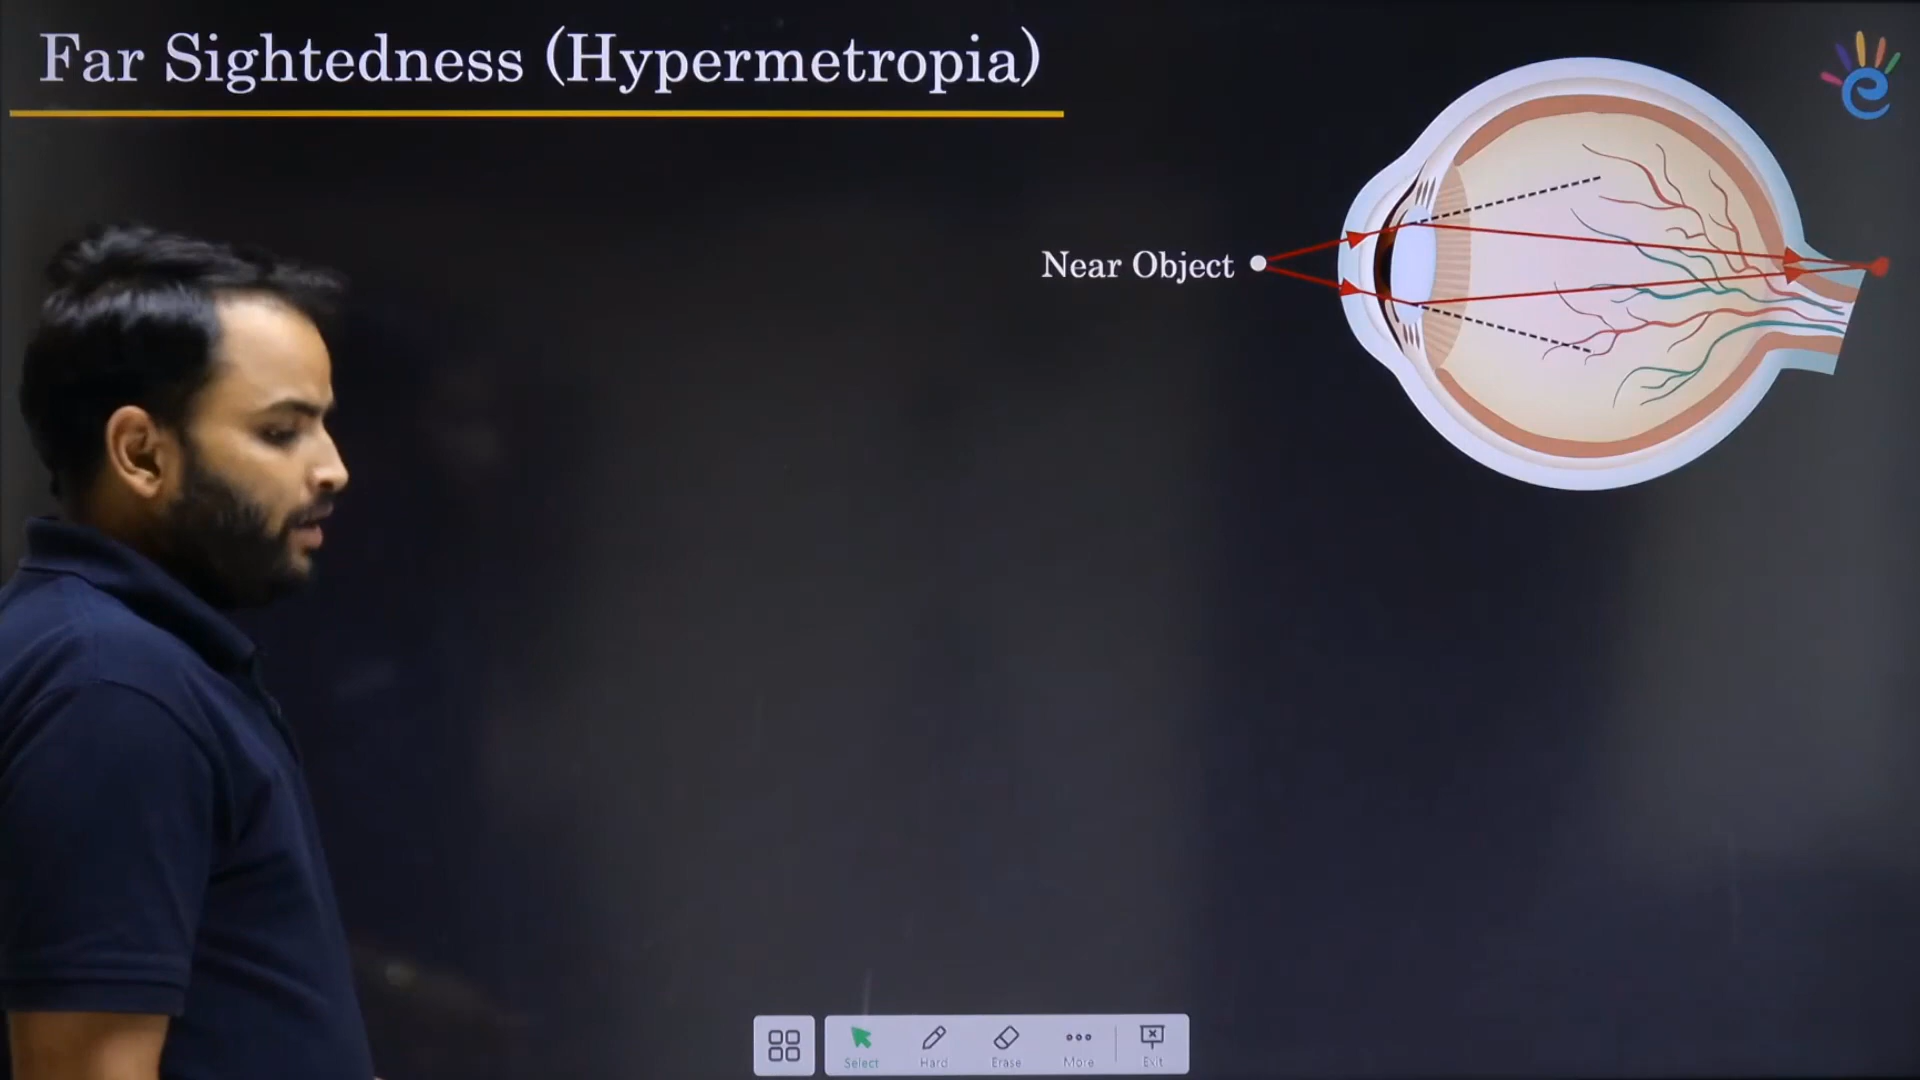 Far Sightedness (Hypermetropia)
Near Object
Select
Hard
Erase
More
Exit